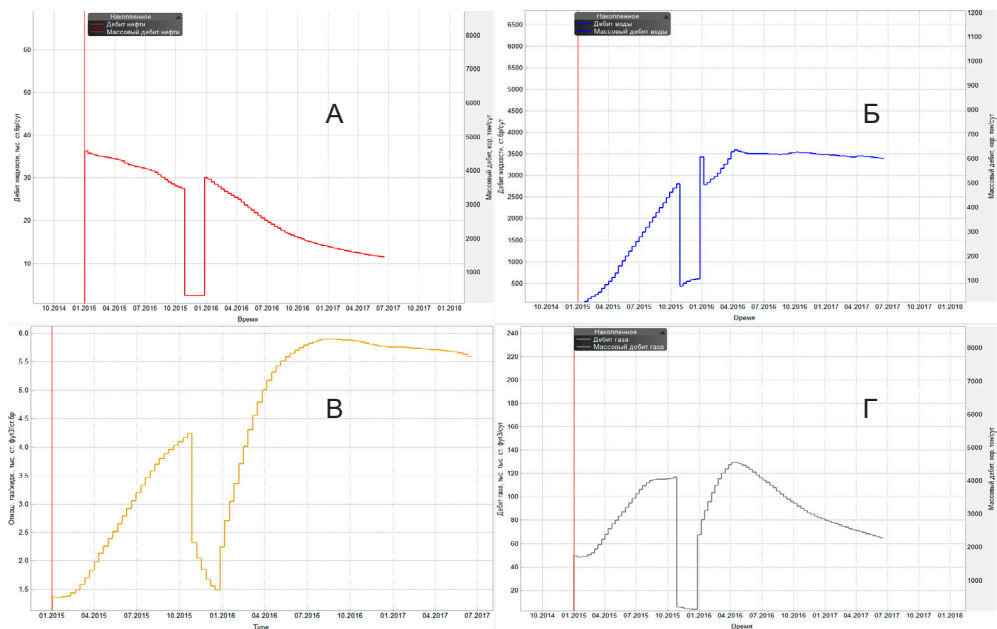 Накопленное
Дебит нефти
Массовый дебит нефти
А
Дебит жидкости, тыс. ст.бр/сут
60
50
40
30
20
10
Массовый дебит, кор. тон/сут
8000
7000
6000
5000
4000
3000
2000
1000
10.2014 01.2015 04.2015 07.2015 10.2015 01.2016 04.2016 07.2016 10.2016 01.2017 04.2017 07.2017 10.2017 01.2018
Время
Накопленное
Дебит воды
Массовый дебит воды
Б
Дебит жидкости, ст.бр/сут
6500
6000
5500
5000
4500
4000
3500
3000
2500
2000
1500
1000
500
Массовый дебит, кор. тон/сут
1200
1100
1000
900
800
700
600
500
400
300
200
100
10.2014 01.2015 04.2015 07.2015 10.2015 01.2016 04.2016 07.2016 10.2016 01.2017 04.2017 07.2017 10.2017 01.2018
Время
В
Отнош. газ/жидк. тыс. ст. фут3/ст.бр
6.0
5.5
5.0
4.5
4.0
3.5
3.0
2.5
2.0
1.5
01.2015 04.2015 07.2015 10.2015 01.2016 04.2016 07.2016 10.2016 01.2017 04.2017 07.2017
Time
Накопленное
Дебит газа
Массовый дебит газа
Г
Дебит газа, тыс. тыс. ст. фут3/сут
240
220
200
180
160
140
120
100
80
60
40
20
Массовый дебит, кор. тон/сут
8000
7000
6000
5000
4000
3000
2000
1000
10.2014 01.2015 04.2015 07.2015 10.2015 01.2016 04.2016 07.2016 10.2016 01.2017 04.2017 07.2017 10.2017 01.2018
Время